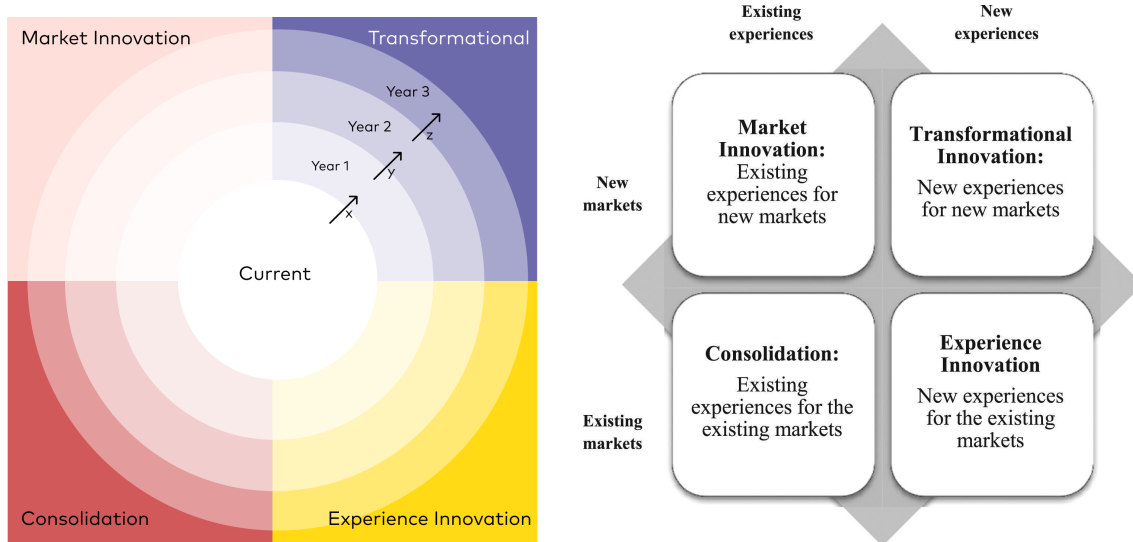 Market Innovation
Transformational
Year 3
Year 2
Year 1
z
y
x
Current
Consolidation
Experience Innovation
Existing
experiences
New
experiences
New
markets
Existing
markets
Market
Innovation:
Existing
experiences for
new markets
Transformational
Innovation:
New experiences
for new markets
Consolidation:
Existing
experiences for the
existing markets
Experience
Innovation
New experiences
for the existing
markets